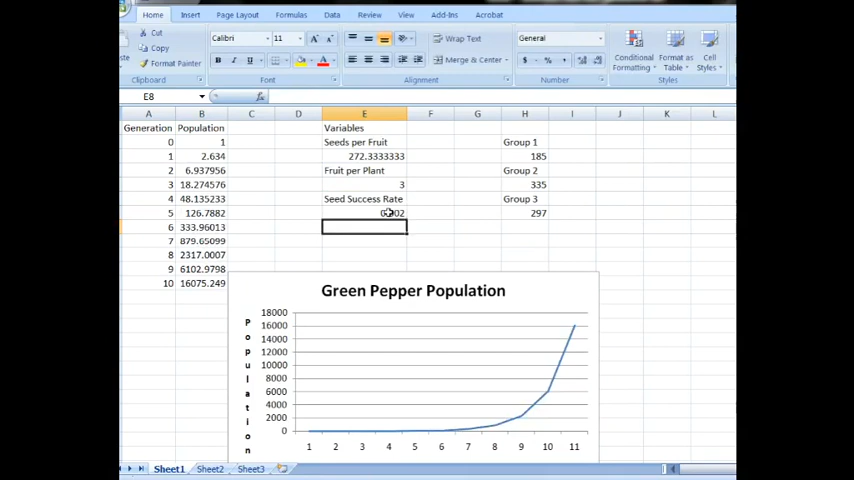 Home Insert Page Layout Formulas Data Review View Add-Ins Acrobat
Cut Calibri 11 Wrap Text General
Copy
Format Painter B I U Merge & Center $ % , Conditional Formatting Format as Table Cell Styles
Clipboard Font Alignment Number Styles
E8 fx
A B C D E F G H I J K L
Generation Population Variables
0 1 Seeds per Fruit Group 1
1 2.634 272.3333333 185
2 6.937956 Fruit per Plant Group 2
3 18.274576 3 335
4 48.135233 Seed Success Rate Group 3
5 126.7882 297
6 333.96013
7 879.65099
8 2317.0007
9 6102.9798
10 16075.249
Green Pepper Population
Population
18000
16000
14000
12000
10000
8000
6000
4000
2000
0
1 2 3 4 5 6 7 8 9 10 11
Sheet1 Sheet2 Sheet3